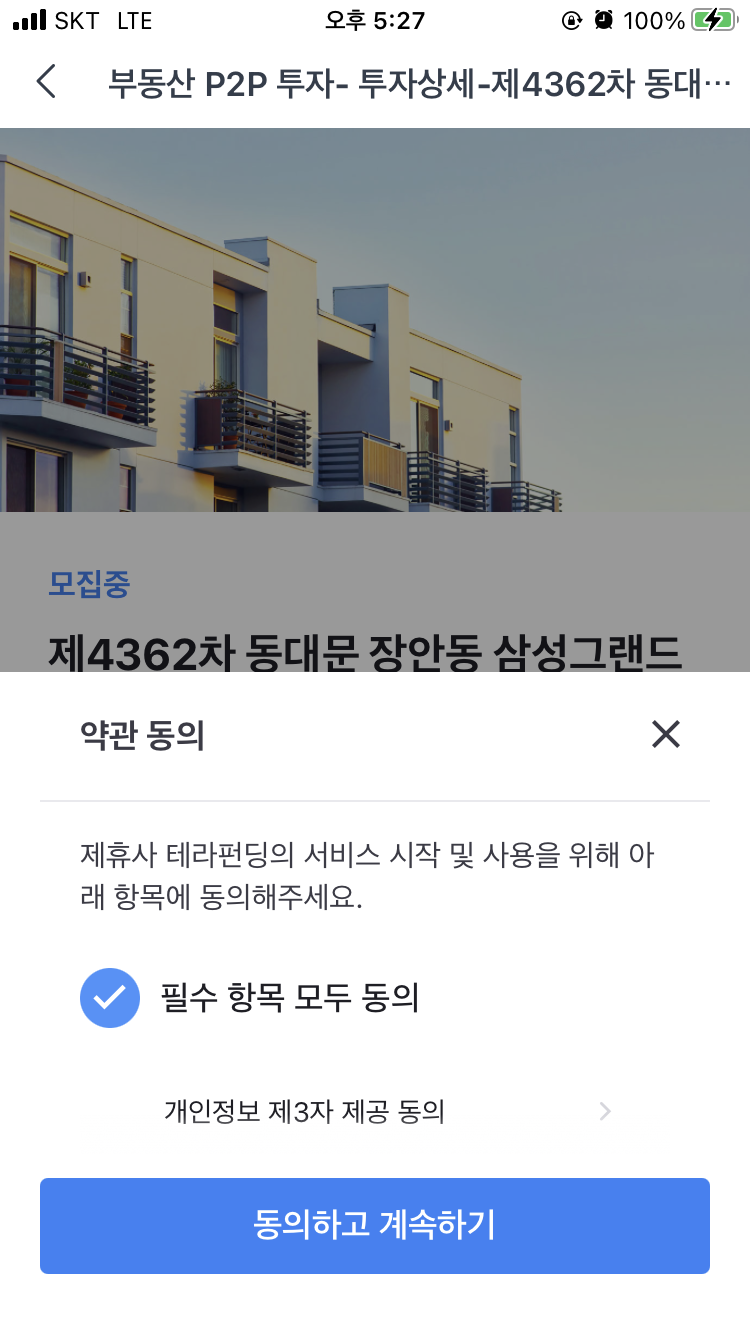 SKT LTE 오후 5:27 100%
부동산 P2P 투자- 투자상세-제4362차 동대…
모집중
제4362차 동대문 장안동 삼성그랜드
약관 동의
제휴사 테라펀딩의 서비스 시작 및 사용을 위해 아
래 항목에 동의해주세요.
필수 항목 모두 동의
개인정보 제3자 제공 동의
동의하고 계속하기